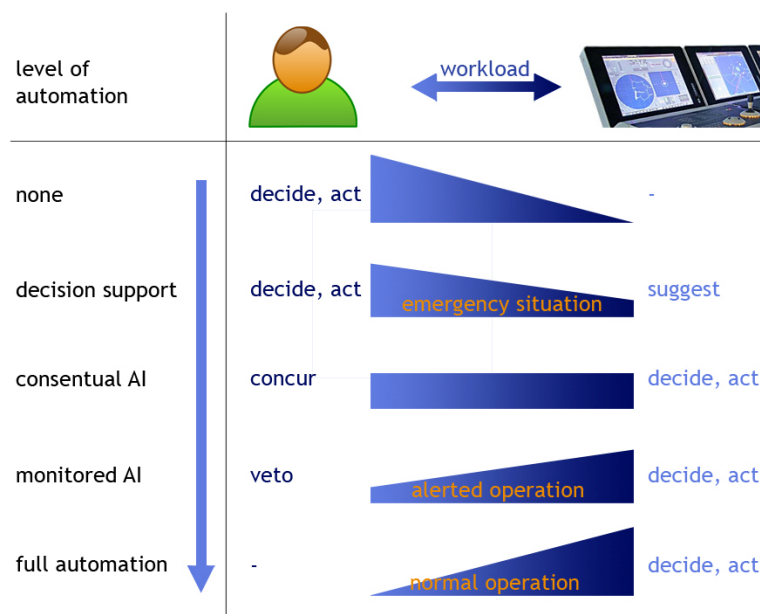 level of
automation
workload
none
decide, act
-
decision support
decide, act
emergency situation
suggest
consentual AI
concur
decide, act
monitored AI
veto
alerted operation
decide, act
full automation
-
normal operation
decide, act